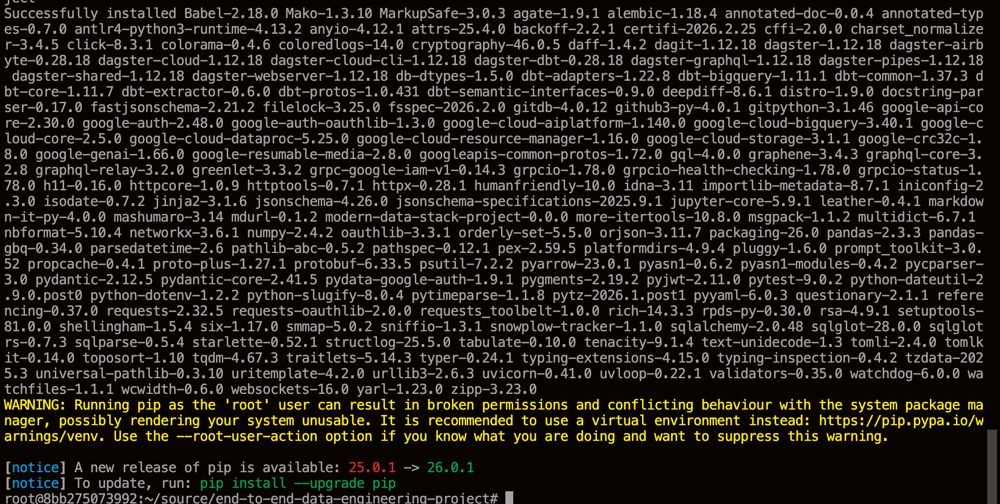 ject
Successfully installed Babel-2.18.0 Mako-1.3.10 MarkupSafe-3.0.3 agate-1.9.1 alembic-1.18.4 annotated-doc-0.0.4 annotated-typ
es-0.7.0 antlr4-python3-runtime-4.13.2 anyio-4.12.1 attrs-25.4.0 backoff-2.2.1 certifi-2026.2.25 cffi-2.0.0 charset_normalize
r-3.4.5 click-8.3.1 colorama-0.4.6 coloredlogs-14.0 cryptography-46.0.5 daff-1.4.2 dagit-1.12.18 dagster-1.12.18 dagster-airb
yte-0.28.18 dagster-cloud-1.12.18 dagster-cloud-cli-1.12.18 dagster-dbt-0.28.18 dagster-graphql-1.12.18 dagster-pipes-1.12.18
 dagster-shared-1.12.18 dagster-webserver-1.12.18 db-dtypes-1.5.0 dbt-adapters-1.22.8 dbt-bigquery-1.11.1 dbt-common-1.37.3 d
bt-core-1.11.7 dbt-extractor-0.6.0 dbt-protos-1.0.431 dbt-semantic-interfaces-0.9.0 deepdiff-8.6.1 distro-1.9.0 docstring-par
ser-0.17.0 fastjsonschema-2.21.2 filelock-3.25.0 fsspec-2026.2.0 gitdb-4.0.12 github3-py-4.0.1 gitpython-3.1.46 google-api-co
re-2.30.0 google-auth-2.48.0 google-auth-oauthlib-1.3.0 google-cloud-aiplatform-1.140.0 google-cloud-bigquery-3.40.1 google-c
loud-core-2.5.0 google-cloud-dataproc-5.25.0 google-cloud-resource-manager-1.16.0 google-cloud-storage-3.1.1 google-crc32c-1.
8.0 google-genai-1.66.0 google-resumable-media-2.8.0 googleapis-common-protos-1.72.0 gql-4.0.0 graphene-3.4.3 graphql-core-3.
2.8 graphql-relay-3.2.0 greenlet-3.3.2 grpc-google-iam-v1-0.14.3 grpcio-1.78.0 grpcio-health-checking-1.78.0 grpcio-status-1.
78.0 h11-0.16.0 httpcore-1.0.9 httptools-0.7.1 httpx-0.28.1 humanfriendly-10.0 idna-3.11 importlib-metadata-8.7.1 iniconfig-2
.3.0 isodate-0.7.2 jinja2-3.1.6 jsonschema-4.26.0 jsonschema-specifications-2025.9.1 jupyter-core-5.9.1 leather-0.4.1 markdow
n-it-py-4.0.0 mashumaro-3.14 mdurl-0.1.2 modern-data-stack-project-0.0.0 more-itertools-10.8.0 msgpack-1.1.2 multidict-6.7.1
nbformat-5.10.4 networkx-3.6.1 numpy-2.4.2 oauthlib-3.3.1 orderly-set-5.5.0 orjson-3.11.7 packaging-26.0 pandas-2.3.3 pandas-
gbq-0.34.0 parsedatetime-2.6 pathlib-abc-0.5.2 pathspec-0.12.1 pex-2.59.5 platformdirs-4.9.4 pluggy-1.6.0 prompt_toolkit-3.0.
52 propcache-0.4.1 proto-plus-1.27.1 protobuf-6.33.5 psutil-7.2.2 pyarrow-23.0.1 pyasn1-0.6.2 pyasn1-modules-0.4.2 pycparser-
3.0 pydantic-2.12.5 pydantic-core-2.41.5 pydata-google-auth-1.9.1 pygments-2.19.2 pyjwt-2.11.0 pytest-9.0.2 python-dateutil-2
.9.0.post0 python-dotenv-1.2.2 python-slugify-8.0.4 pytimeparse-1.1.8 pytz-2026.1.post1 pyyaml-6.0.3 questionary-2.1.1 refere
ncing-0.37.0 requests-2.32.5 requests-oauthlib-2.0.0 requests_toolbelt-1.0.0 rich-14.3.3 rpds-py-0.30.0 rsa-4.9.1 setuptools-
81.0.0 shellingham-1.5.4 six-1.17.0 smmap-5.0.2 sniffio-1.3.1 snowplow-tracker-1.1.0 sqlalchemy-2.0.48 sqlglot-28.0.0 sqlglot
rs-0.7.3 sqlparse-0.5.4 starlette-0.52.1 structlog-25.5.0 tabulate-0.10.0 tenacity-9.1.4 text-unidecode-1.3 tomli-2.4.0 tomlk
it-0.14.0 toposort-1.10 tqdm-4.67.3 traitlets-5.14.3 typer-0.24.1 typing-extensions-4.15.0 typing-inspection-0.4.2 tzdata-202
5.3 universal-pathlib-0.3.10 uritemplate-4.2.0 urllib3-2.6.3 uvicorn-0.41.0 uvloop-0.22.1 validators-0.35.0 watchdog-6.0.0 wa
tchfiles-1.1.1 wcwidth-0.6.0 websockets-16.0 yarl-1.23.0 zipp-3.23.0
WARNING: Running pip as the 'root' user can result in broken permissions and conflicting behaviour with the system package ma
nager, possibly rendering your system unusable. It is recommended to use a virtual environment instead: https://pip.pypa.io/w
arnings/venv. Use the --root-user-action option if you know what you are doing and want to suppress this warning.
[notice] A new release of pip is available: 25.0.1 -> 26.0.1
[notice] To update, run: pip install --upgrade pip
root@8bb275073992:~/source/end-to-end-data-engineering-project#